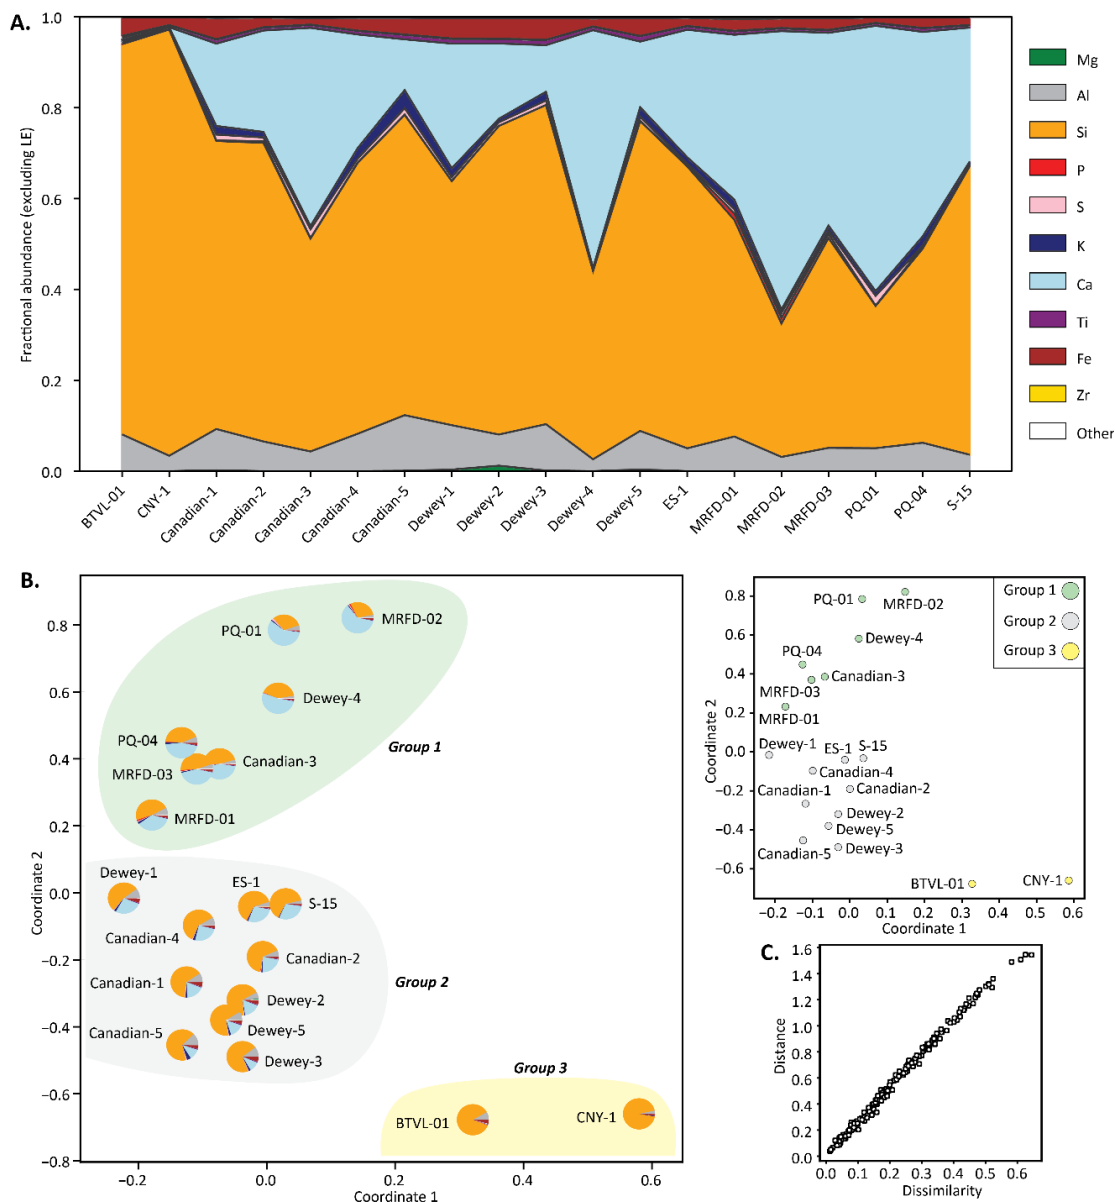 A.
Fractional abundance (excluding LE)
1.0
0.8
0.6
0.4
0.2
0.0
BTVL-01
CNY-1
Canadian-1
Canadian-2
Canadian-3
Canadian-4
Canadian-5
Dewey-1
Dewey-2
Dewey-3
Dewey-4
Dewey-5
ES-1
MRFD-01
MRFD-02
MRFD-03
PQ-01
PQ-04
S-15
Mg
Al
Si
P
S
K
Ca
Ti
Fe
Zr
Other
B.
Coordinate 2
0.8
0.6
0.4
0.2
0.0
−0.2
−0.4
−0.6
−0.8
PQ-01
MRFD-02
Dewey-4
PQ-04
Group 1
Canadian-3
MRFD-03
MRFD-01
Dewey-1
ES-1
S-15
Canadian-4
Canadian-2
Canadian-1
Group 2
Dewey-2
Dewey-5
Canadian-5
Dewey-3
Group 3
BTVL-01
CNY-1
−0.2
0.0
0.2
0.4
0.6
Coordinate 1
Coordinate 2
0.8
0.6
0.4
0.2
0.0
−0.2
−0.4
−0.6
Group 1
Group 2
Group 3
PQ-01
MRFD-02
Dewey-4
PQ-04
Canadian-3
MRFD-03
MRFD-01
Dewey-1
ES-1
S-15
Canadian-4
Canadian-1
Canadian-2
Dewey-2
Dewey-5
Canadian-5
Dewey-3
BTVL-01
CNY-1
−0.2
−0.1
0.0
0.1
0.2
0.3
0.4
0.5
0.6
Coordinate 1
C.
Distance
1.6
1.4
1.2
1.0
0.8
0.6
0.4
0.2
0.0
0.0
0.1
0.2
0.3
0.4
0.5
0.6
Dissimilarity